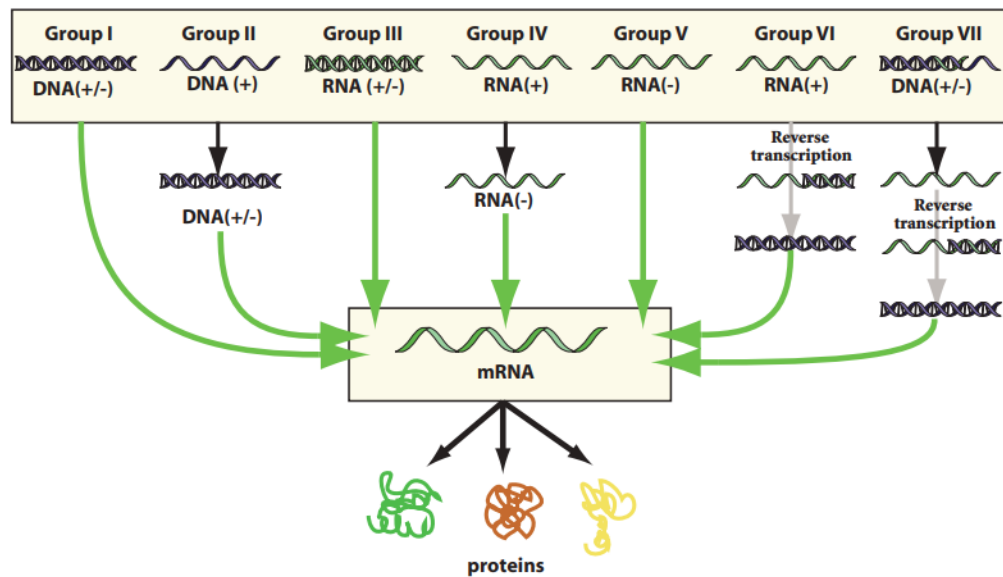 Group I
Group II
Group III
Group IV
Group V
Group VI
Group VII
DNA(+/-)
DNA (+)
RNA (+/-)
RNA(+)
RNA(-)
RNA(+)
DNA(+/-)
Reverse
transcription
DNA(+/-)
RNA(-)
Reverse
transcription
mRNA
proteins